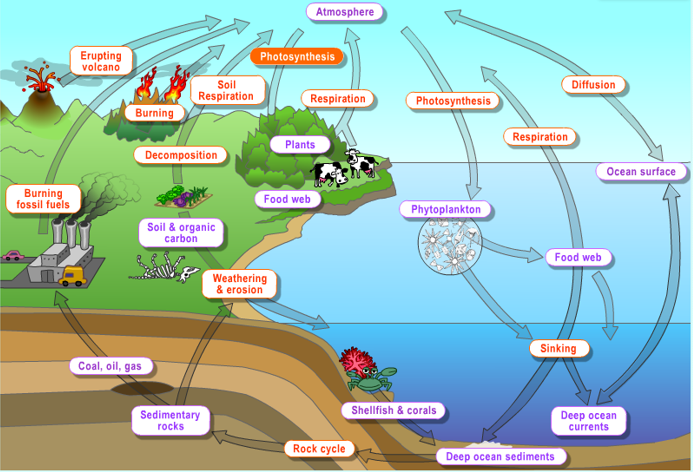 Atmosphere
Erupting
volcano
Photosynthesis
Soil
Respiration
Diffusion
Burning
Respiration
Photosynthesis
Respiration
Plants
Decomposition
Ocean surface
Burning
fossil fuels
Food web
Phytoplankton
Soil & organic
carbon
Food web
Weathering
& erosion
Sinking
Coal, oil, gas
Shellfish & corals
Sedimentary
rocks
Deep ocean
currents
Rock cycle
Deep ocean sediments